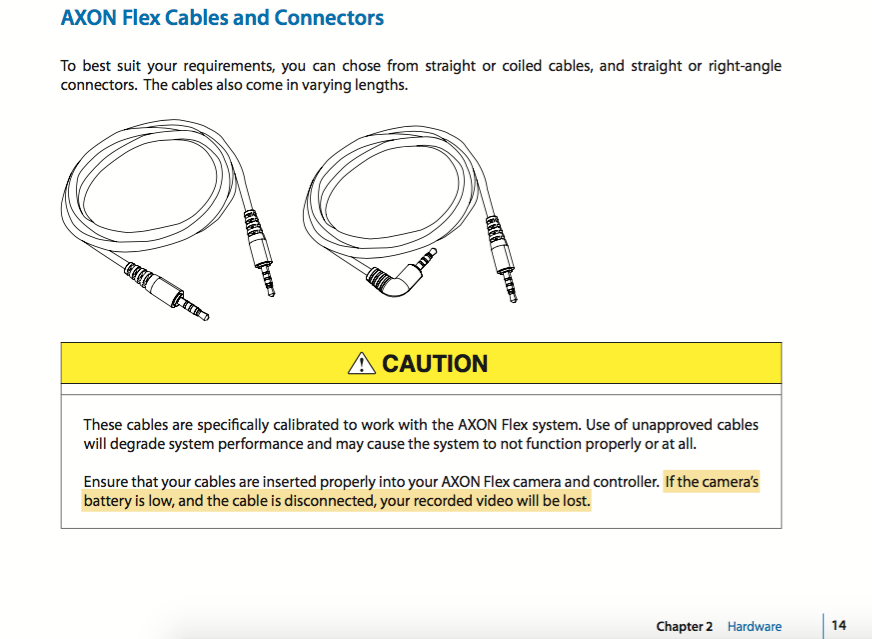 AXON Flex Cables and Connectors
To best suit your requirements, you can chose from straight or coiled cables, and straight or right-angle
connectors. The cables also come in varying lengths.
CAUTION
These cables are specifically calibrated to work with the AXON Flex system. Use of unapproved cables
will degrade system performance and may cause the system to not function properly or at all.
Ensure that your cables are inserted properly into your AXON Flex camera and controller. If the camera's
battery is low, and the cable is disconnected, your recorded video will be lost.
Chapter 2 Hardware 14